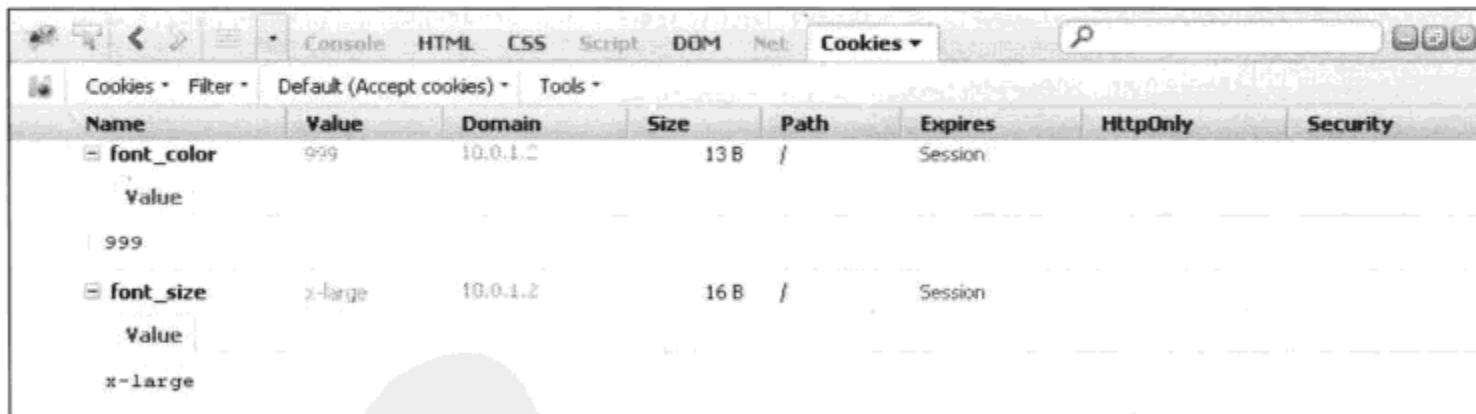 Console HTML CSS Script DOM Net Cookies
Cookies Filter Default (Accept cookies) Tools
Name Value Domain Size Path Expires HttpOnly Security
font_color 999 10.0.1.2 13 B / Session
Value
999
font_size x-large 10.0.1.2 16 B / Session
Value
x-large